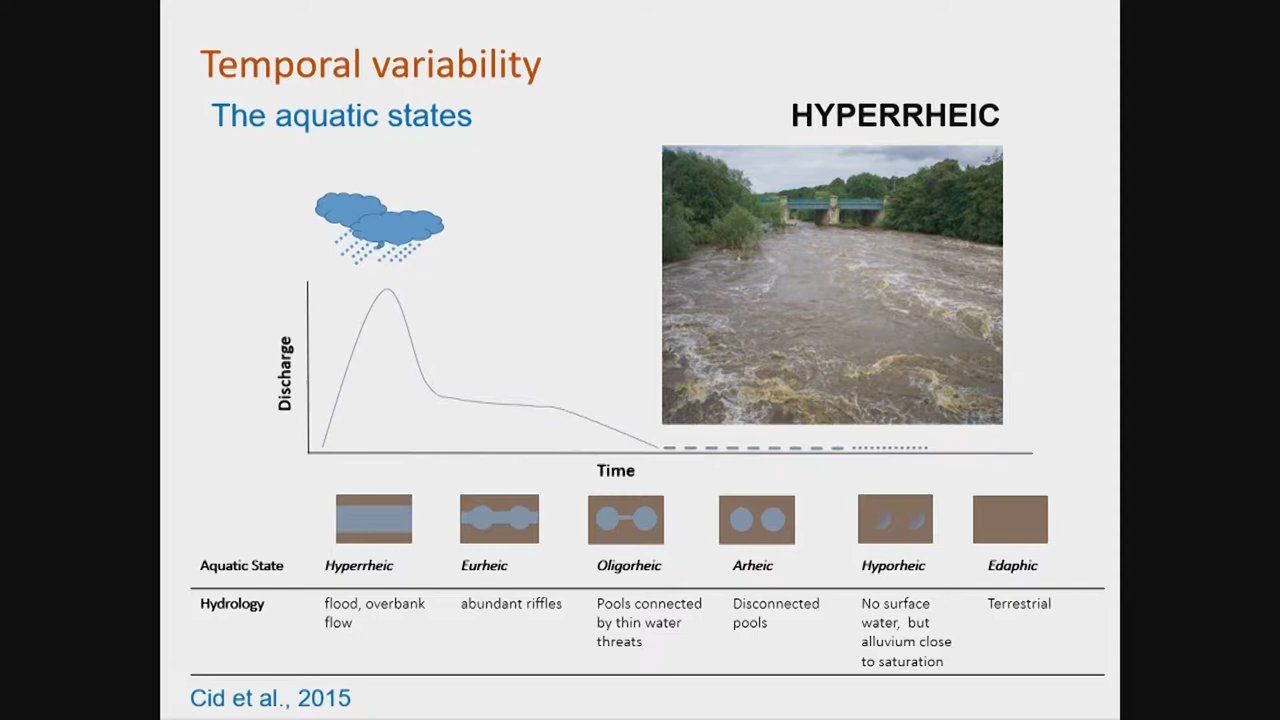 Temporal variability
The aquatic states
HYPERRHEIC
Discharge
Time
Aquatic State Hyperrheic Eurheic Oligorheic Arheic Hyporheic Edaphic
Hydrology
flood, overbank
flow
abundant riffles
Pools connected
by thin water
threats
Disconnected
pools
No surface
water, but
alluvium close
to saturation
Terrestrial
Cid et al., 2015